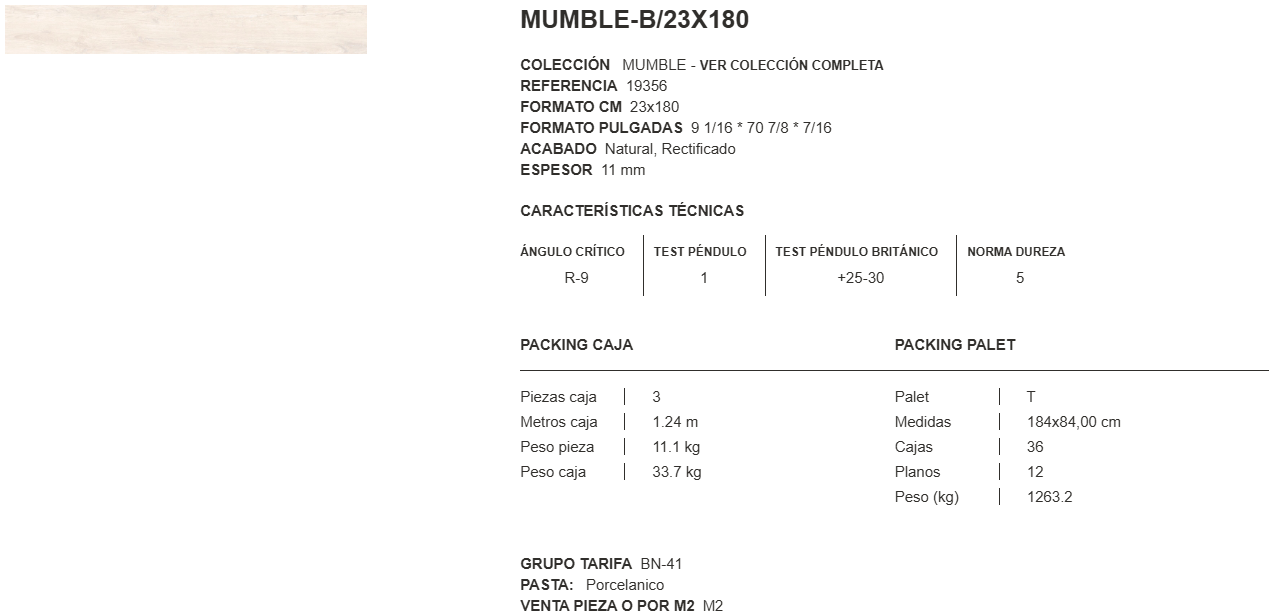 MUMBLE-B/23X180
COLECCIÓN MUMBLE - VER COLECCIÓN COMPLETA
REFERENCIA 19356
FORMATO CM 23x180
FORMATO PULGADAS 9 1/16 * 70 7/8 * 7/16
ACABADO Natural, Rectificado
ESPESOR 11 mm
CARACTERÍSTICAS TÉCNICAS
ÁNGULO CRÍTICO TEST PÉNDULO TEST PÉNDULO BRITÁNICO NORMA DUREZA
R-9 1 +25-30 5
PACKING CAJA PACKING PALET
Piezas caja 3 Palet T
Metros caja 1.24 m Medidas 184x84,00 cm
Peso pieza 11.1 kg Cajas 36
Peso caja 33.7 kg Planos 12
Peso (kg) 1263.2
GRUPO TARIFA BN-41
PASTA: Porcelanico
VENTA PIEZA O POR M2 M2